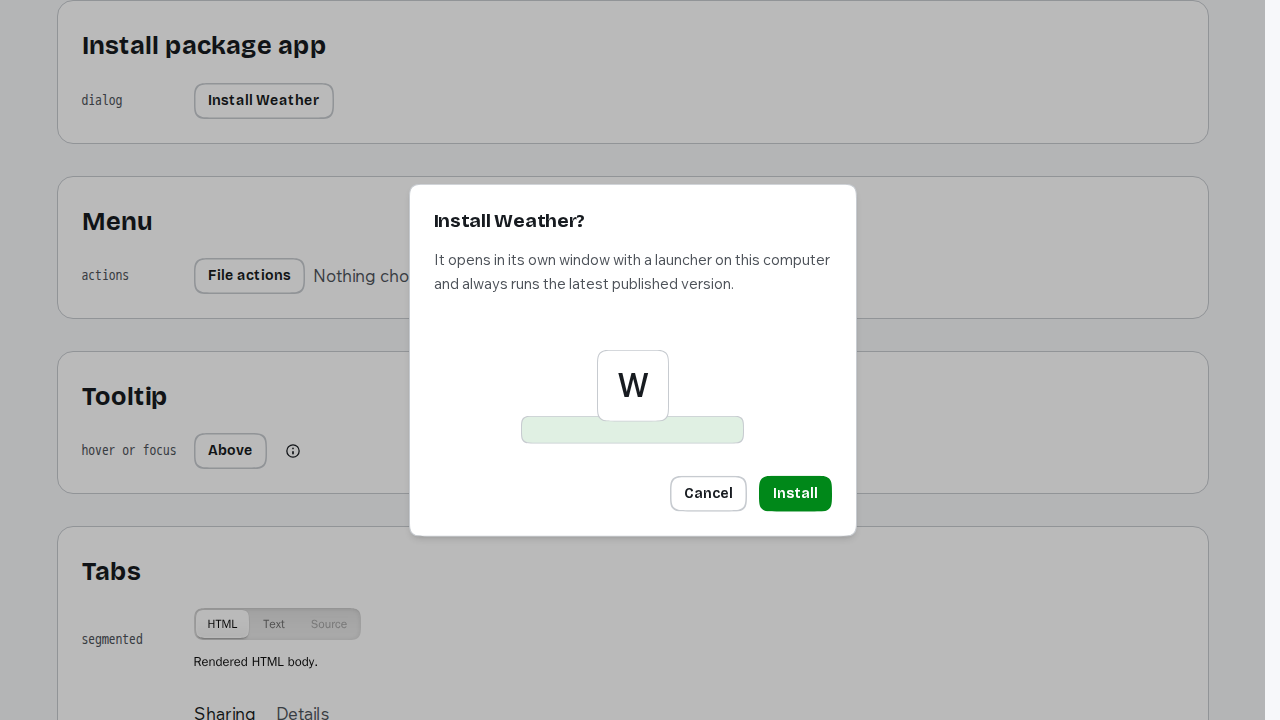 Install package app
dialog
Install Weather
Menu
actions
File actions
Nothing cho
Tooltip
hover or focus
Above
Install Weather?
It opens in its own window with a launcher on this computer
and always runs the latest published version.
W
Cancel
Install
Tabs
segmented
HTML
Text
Source
Rendered HTML body.
Sharing
Details